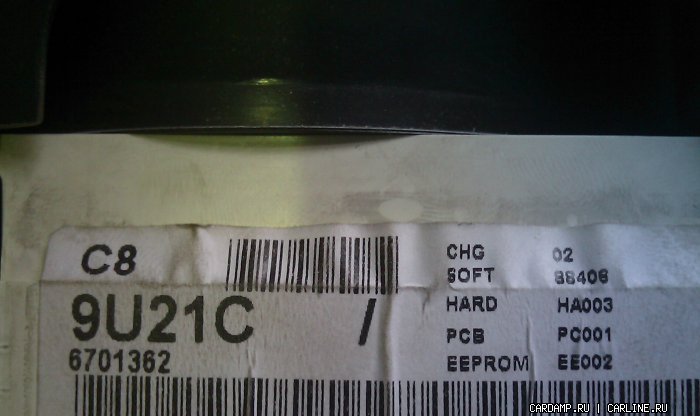 C8
CHG 02
SOFT 88406
9U21C /
HARD HA003
6701362
PCB PC001
EEPROM EE002
CARDAMP.RU | CARLINE.RU